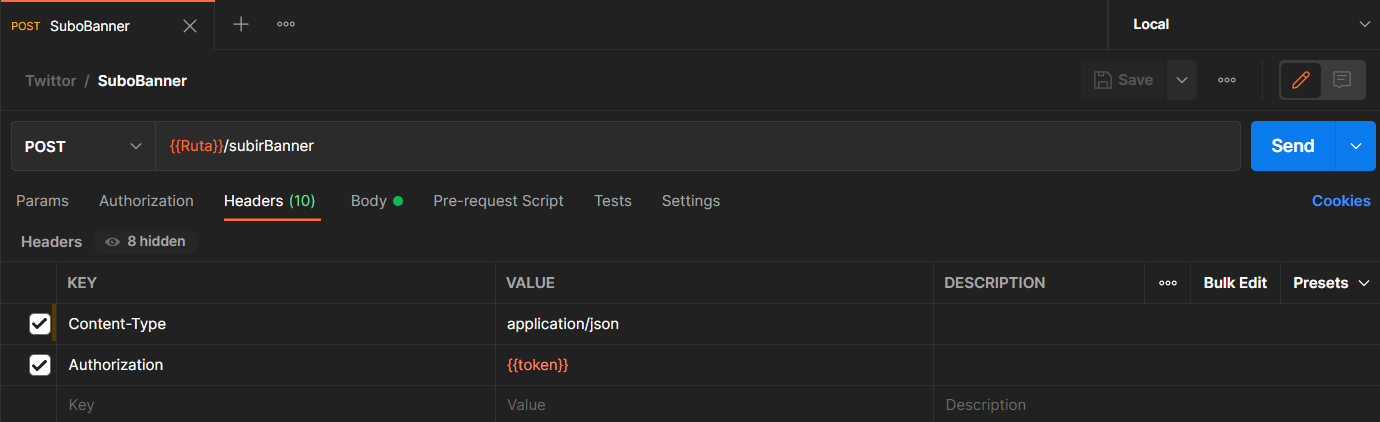 POST SuboBanner
Local
Twittor / SuboBanner
Save
POST {{Ruta}}/subirBanner Send
Params Authorization Headers (10) Body Pre-request Script Tests Settings Cookies
Headers 8 hidden
KEY VALUE DESCRIPTION Bulk Edit Presets
Content-Type application/json
Authorization {{token}}
Key Value Description